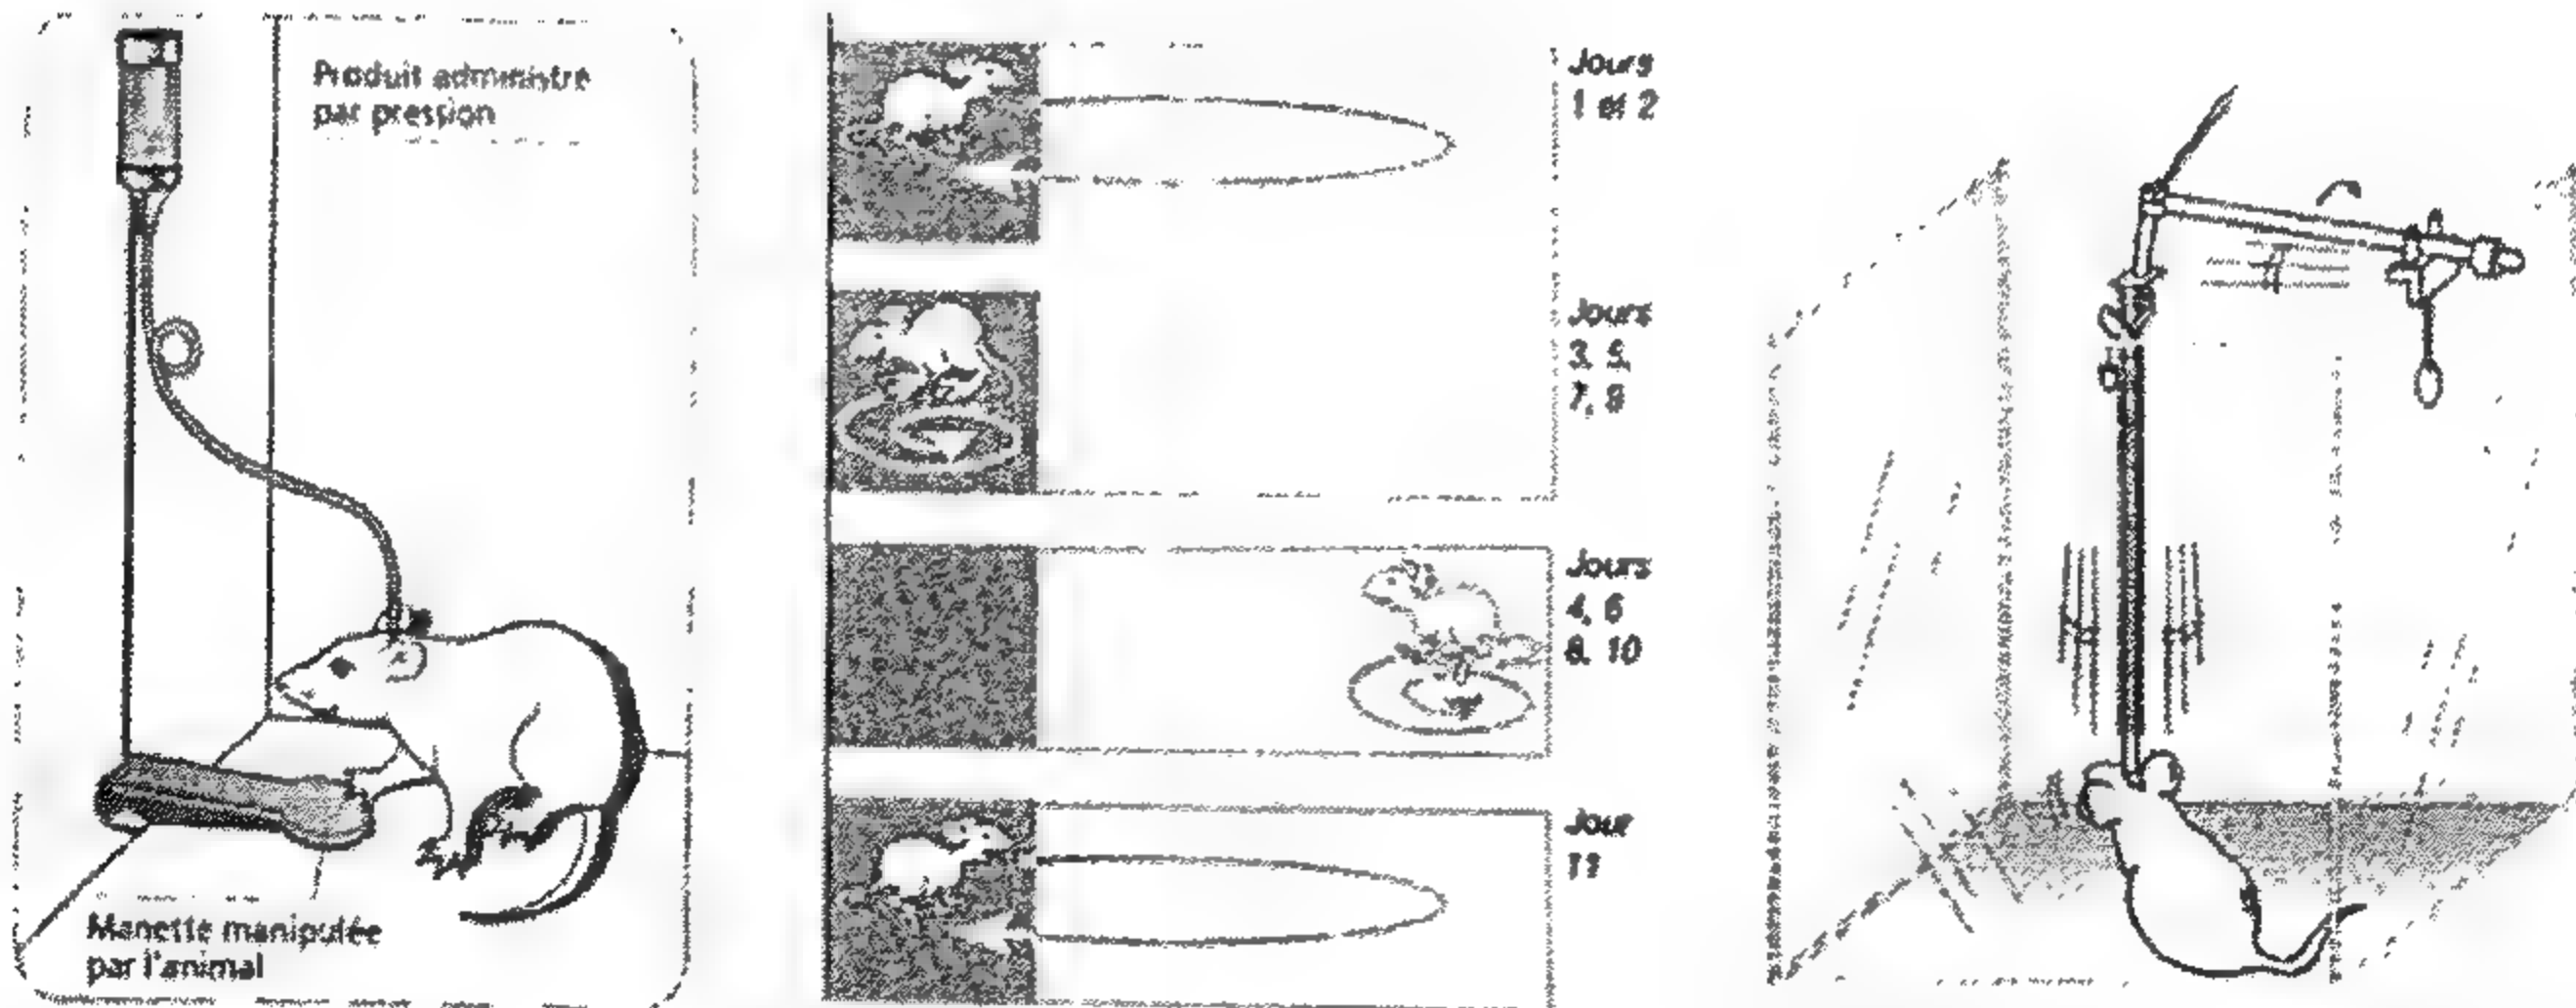 Produit administré
par pression
Manette manipulée
par l'animal
Jours
1 et 2
Jours
3, 5,
7, 9
Jours
4, 6
8, 10
Jour
11